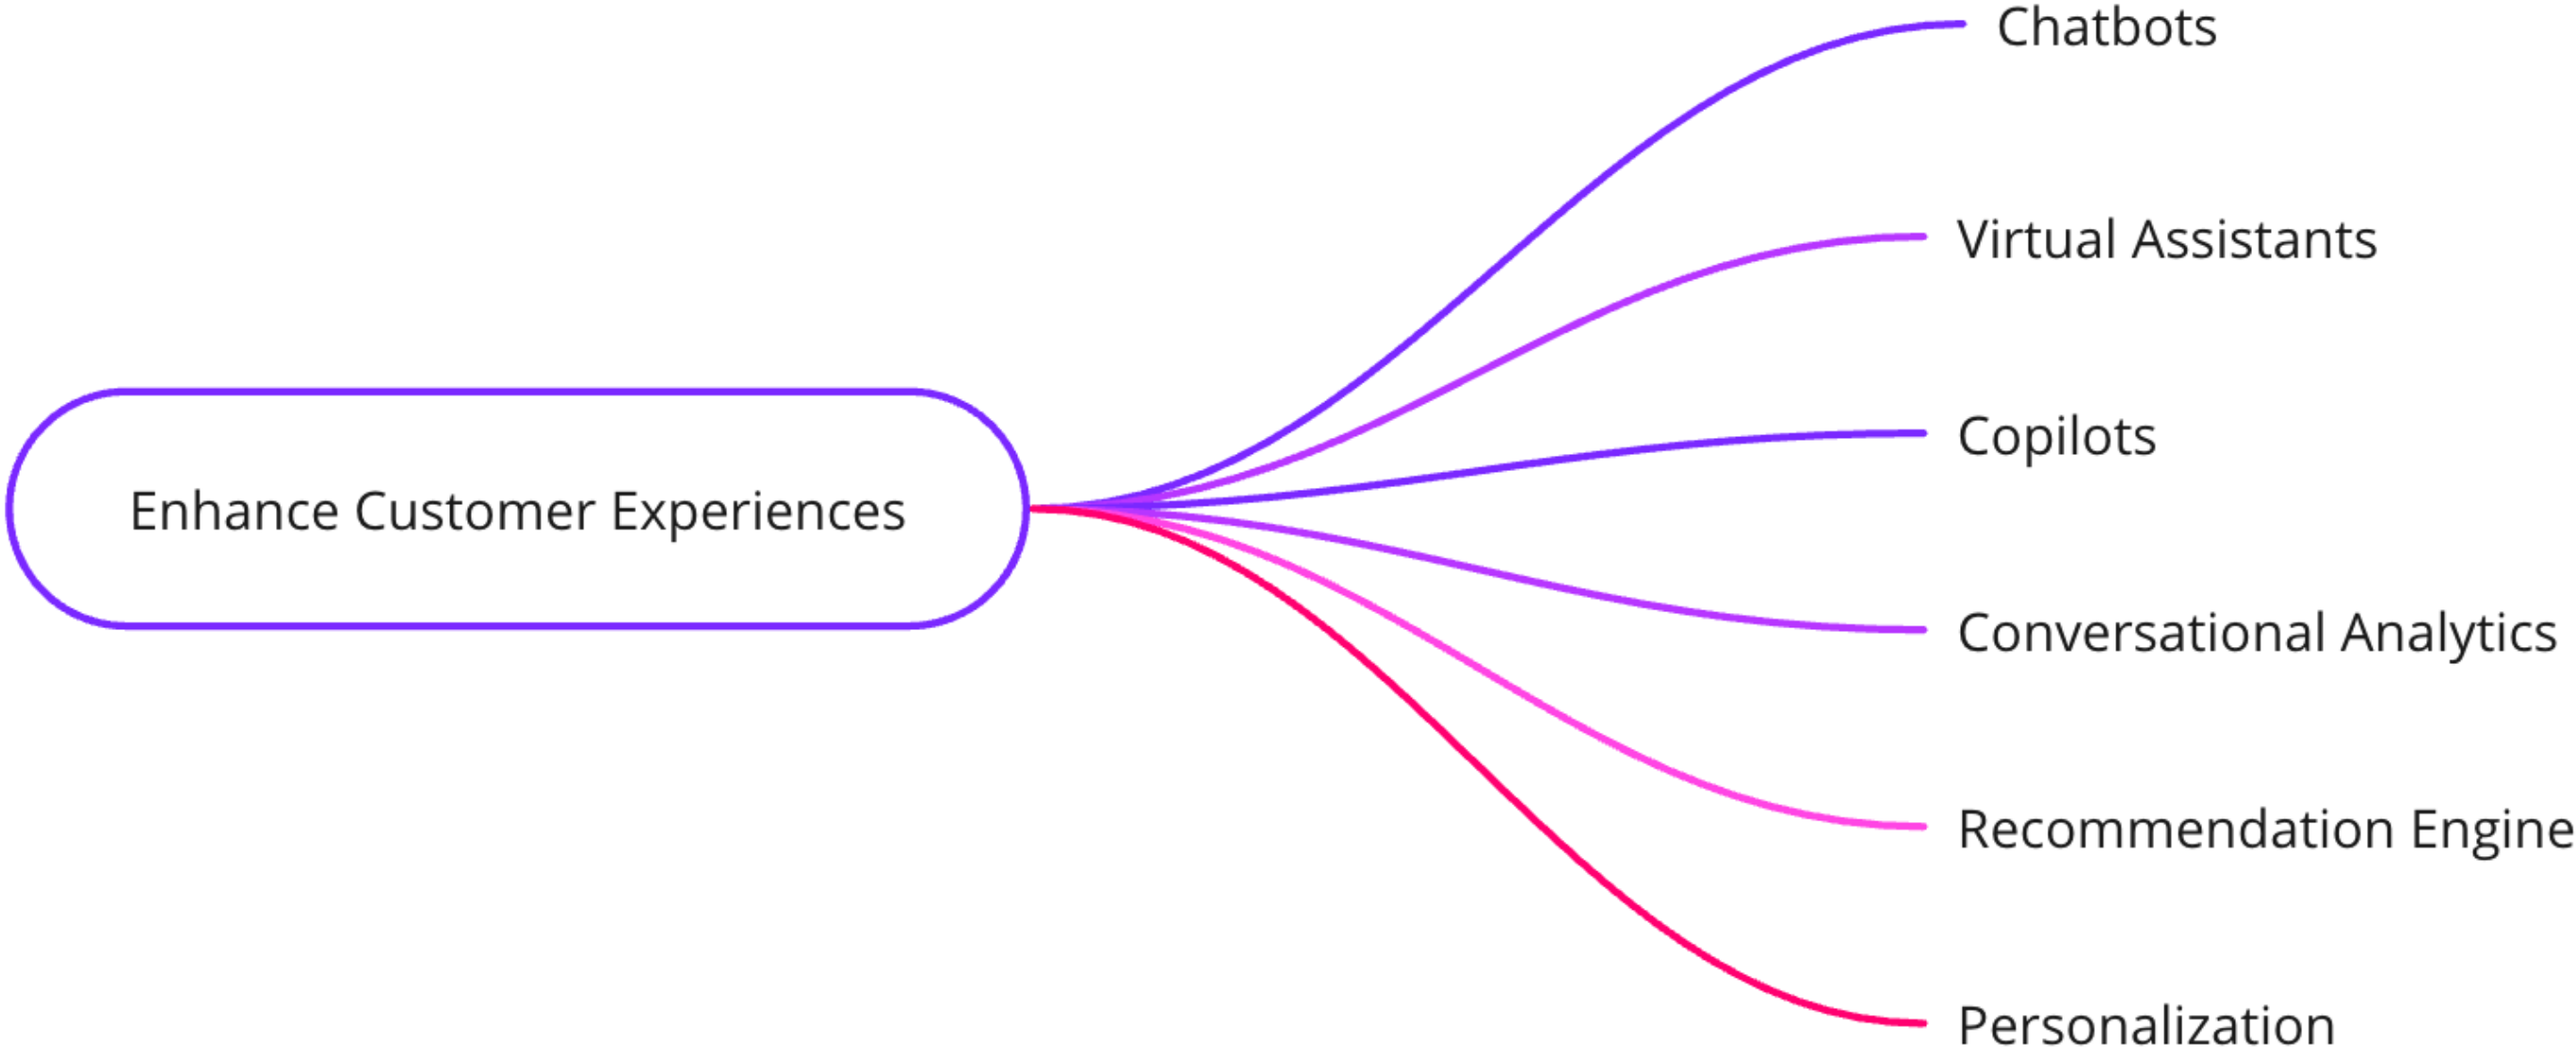 Chatbots
Virtual Assistants
Copilots
Enhance Customer Experiences
Conversational Analytics
Recommendation Engine
Personalization